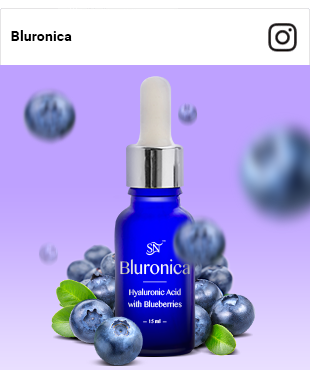 Bluronica
SN
Bluronica
Hyaluronic Acid
with Blueberries
– 15 ml –